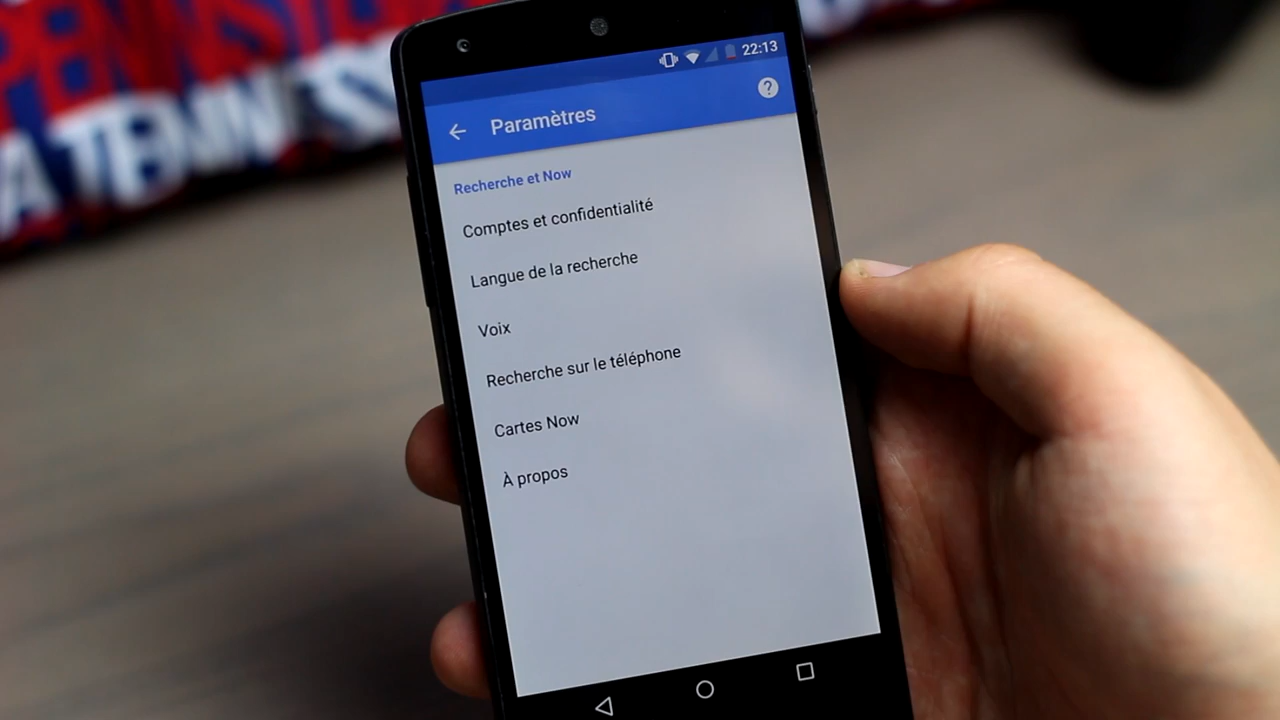 22:13
Paramètres
Recherche et Now
Comptes et confidentialité
Langue de la recherche
Voix
Recherche sur le téléphone
Cartes Now
À propos